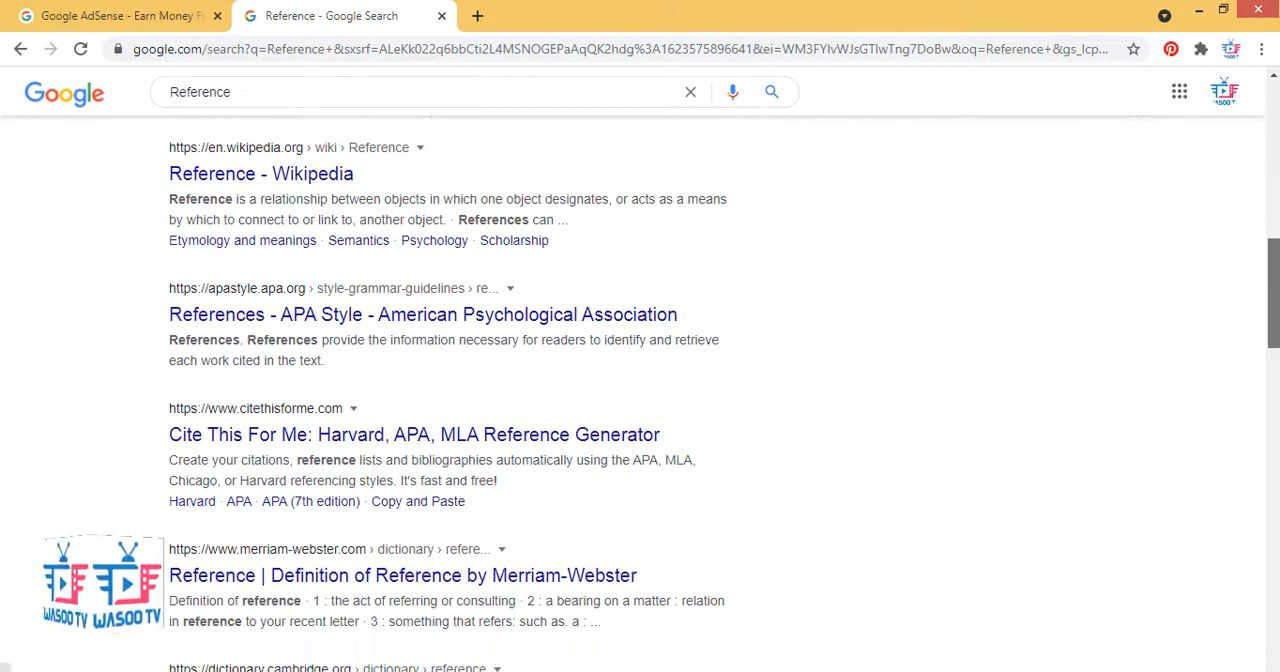 Google AdSense - Earn Money F
Reference - Google Search
google.com/search?q=Reference+&sxsrf=ALeKk022q6bbCti2L4MSNOGEPaAqQK2hdg%3A1623575896641&ei=WM3FYIvWJsGTlwTng7DoBw&oq=Reference+&gs_lcp...
Google
Reference
WASOO TV
https://en.wikipedia.org › wiki › Reference
Reference - Wikipedia
Reference is a relationship between objects in which one object designates, or acts as a means
by which to connect to or link to, another object. · References can ...
Etymology and meanings · Semantics · Psychology · Scholarship
https://apastyle.apa.org › style-grammar-guidelines › re...
References - APA Style - American Psychological Association
References. References provide the information necessary for readers to identify and retrieve
each work cited in the text.
https://www.citethisforme.com
Cite This For Me: Harvard, APA, MLA Reference Generator
Create your citations, reference lists and bibliographies automatically using the APA, MLA,
Chicago, or Harvard referencing styles. It's fast and free!
Harvard · APA · APA (7th edition) · Copy and Paste
https://www.merriam-webster.com › dictionary › refere...
Reference | Definition of Reference by Merriam-Webster
Definition of reference · 1 : the act of referring or consulting · 2 : a bearing on a matter : relation
in reference to your recent letter · 3 : something that refers: such as. a : ...
WASOO TV WASOO TV
https://dictionary.cambridge.org › dictionary › reference